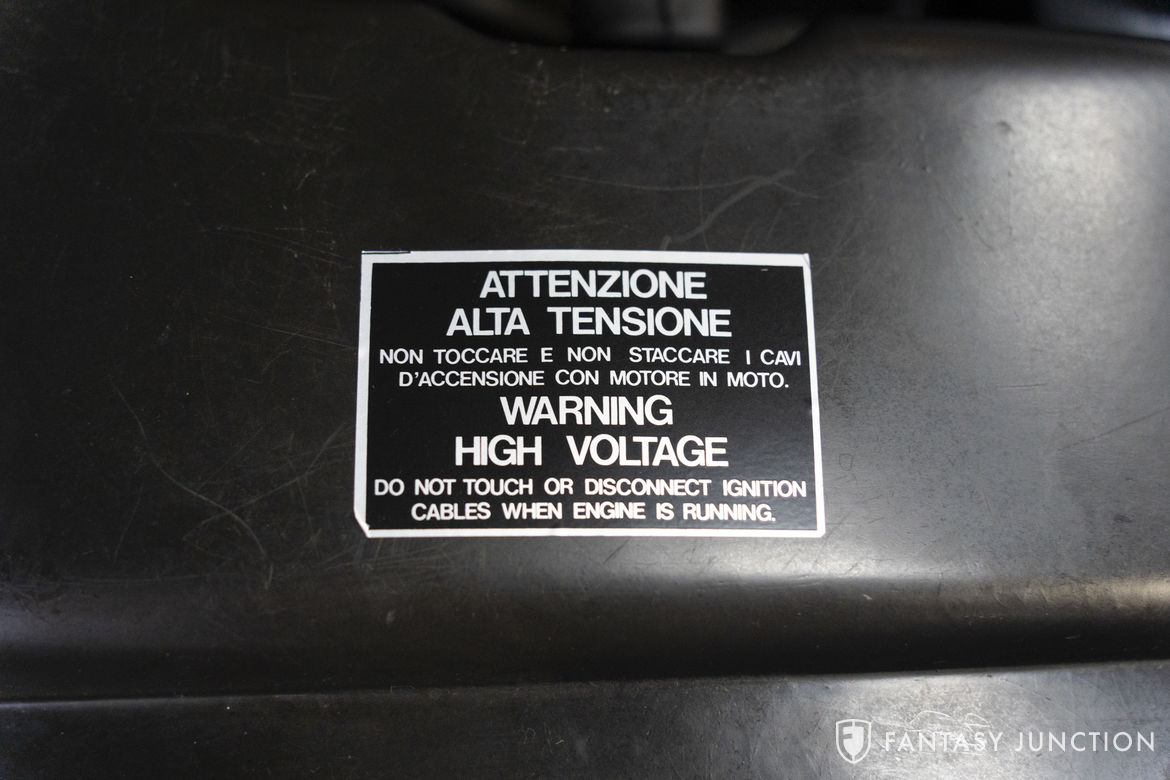 ATTENZIONE
ALTA TENSIONE
NON TOCCARE E NON STACCARE I CAVI
D'ACCENSIONE CON MOTORE IN MOTO.
WARNING
HIGH VOLTAGE
DO NOT TOUCH OR DISCONNECT IGNITION
CABLES WHEN ENGINE IS RUNNING.
FANTASY JUNCTION